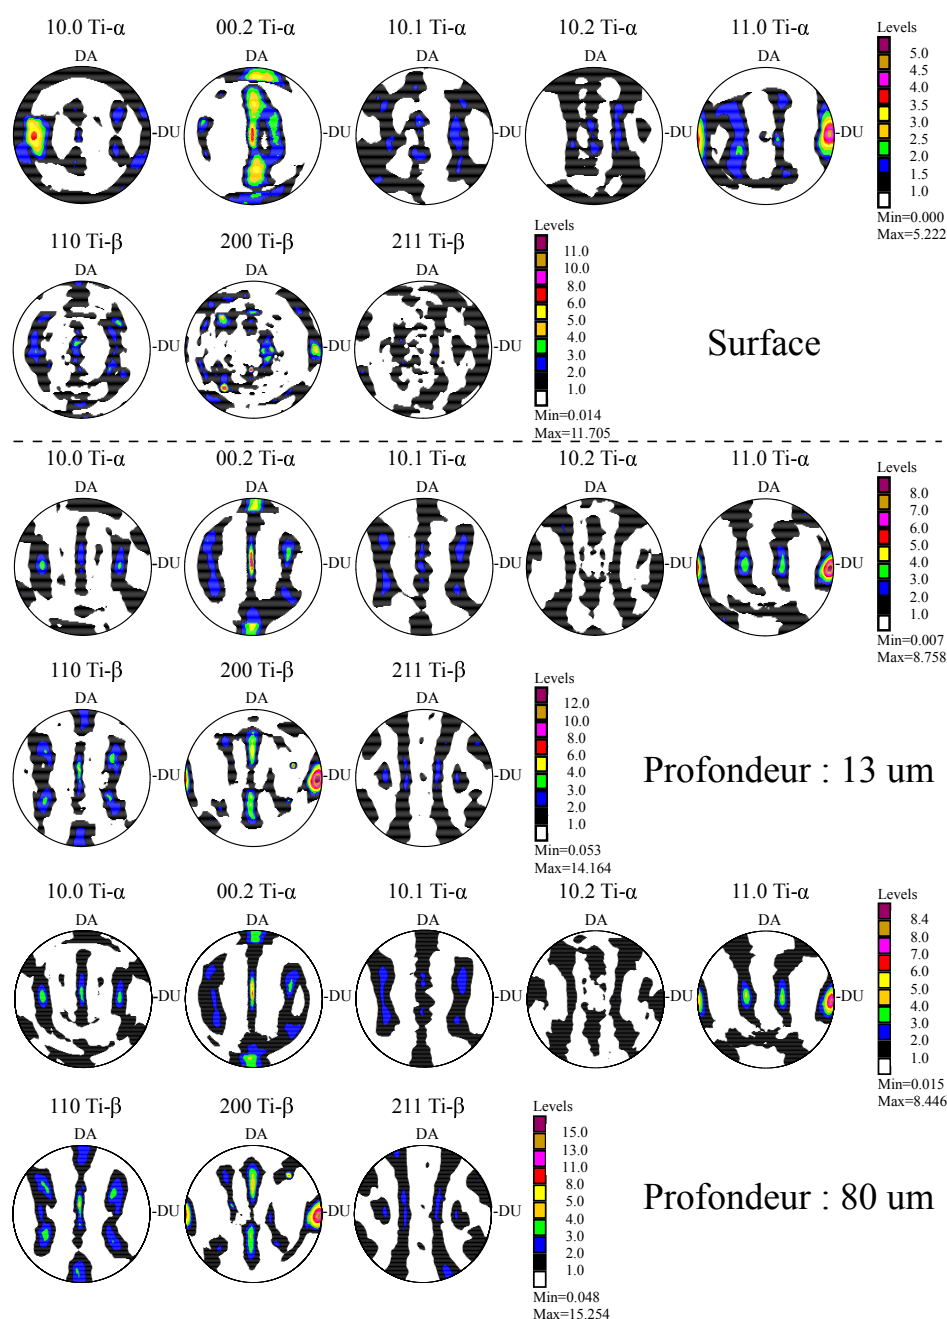 10.0 Ti-α 00.2 Ti-α 10.1 Ti-α 10.2 Ti-α 11.0 Ti-α
DA DA DA DA DA
-DU -DU -DU -DU -DU
Levels
5.0
4.5
4.5
3.5
3.5
3.0
2.5
2.0
1.5
1.0
Min=0.000
Max=5.222
110 Ti-β 200 Ti-β 211 Ti-β
DA DA DA
-DU -DU -DU
Levels
11.0
10.0
8.0
6.0
5.0
4.0
3.0
2.0
1.0
Min=0.014
Max=11.705
Surface
10.0 Ti-α 00.2 Ti-α 10.1 Ti-α 10.2 Ti-α 11.0 Ti-α
DA DA DA DA DA
-DU -DU -DU -DU -DU
Levels
8.0
7.0
6.0
5.0
4.0
3.0
2.0
1.0
Min=0.007
Max=8.758
110 Ti-β 200 Ti-β 211 Ti-β
DA DA DA
-DU -DU -DU
Levels
12.0
10.0
8.0
6.0
4.0
3.0
2.0
1.0
Min=0.053
Max=14.164
Profondeur : 13 um
10.0 Ti-α 00.2 Ti-α 10.1 Ti-α 10.2 Ti-α 11.0 Ti-α
DA DA DA DA DA
-DU -DU -DU -DU -DU
Levels
8.4
8.0
7.0
6.0
5.0
4.0
3.0
2.0
1.0
Min=0.015
Max=8.446
110 Ti-β 200 Ti-β 211 Ti-β
DA DA DA
-DU -DU -DU
Levels
15.0
13.0
11.0
8.0
5.0
4.0
3.0
2.0
1.0
Min=0.048
Max=15.254
Profondeur : 80 um